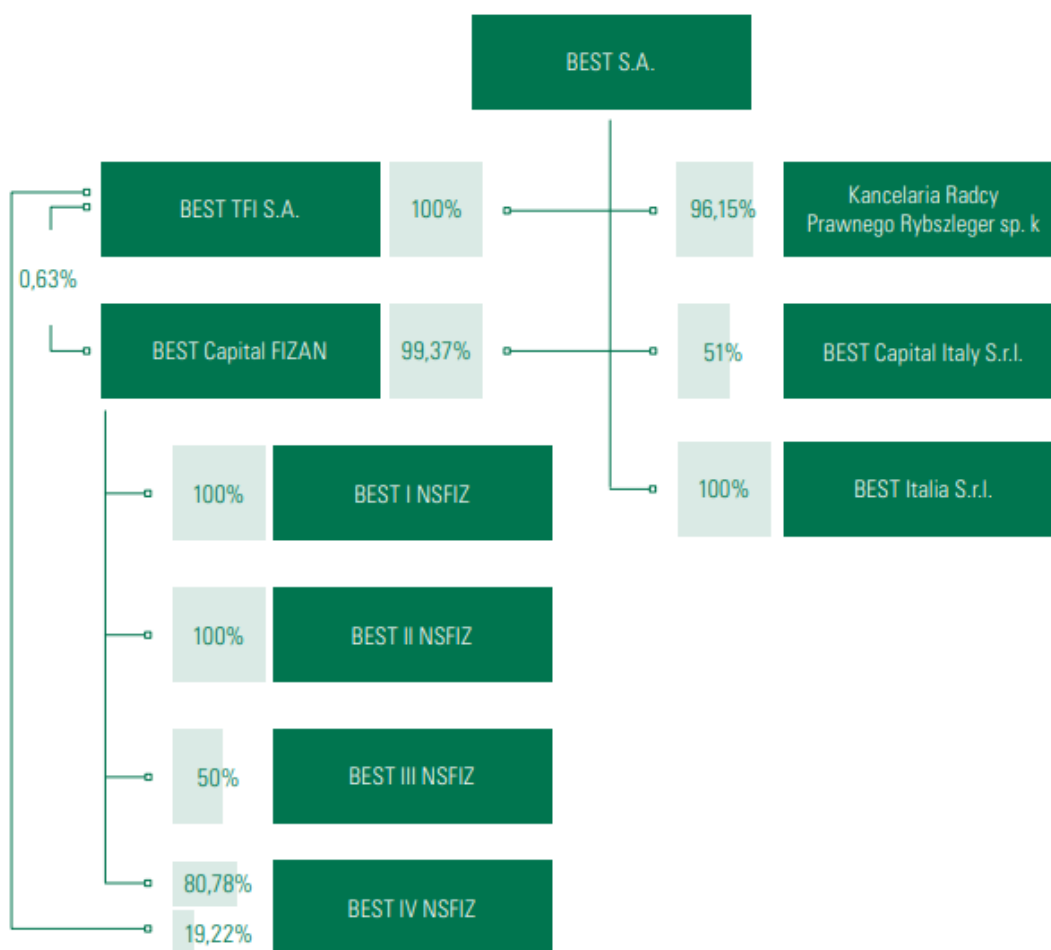 BEST S.A.
BEST TFI S.A.
100%
96,15%
Kancelaria Radcy
Prawnego Rybszleger sp. k
0,63%
BEST Capital FIZAN
99,37%
51%
BEST Capital Italy S.r.l.
100%
BEST I NSFIZ
100%
BEST Italia S.r.l.
100%
BEST II NSFIZ
50%
BEST III NSFIZ
80,78%
BEST IV NSFIZ
19,22%